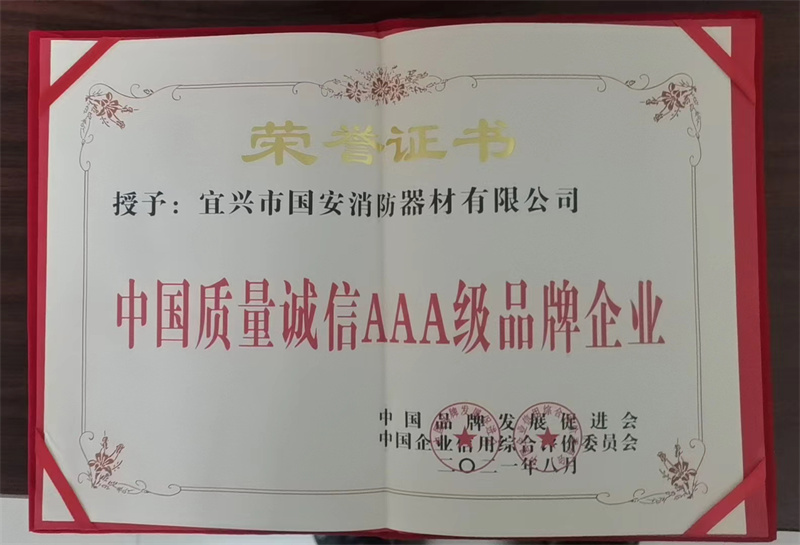 荣誉证书
授予：宜兴市国安消防器材有限公司
中国质量诚信AAA级品牌企业
中国品牌发展促进会
中国企业信用综合评价委员会
二〇二一年八月